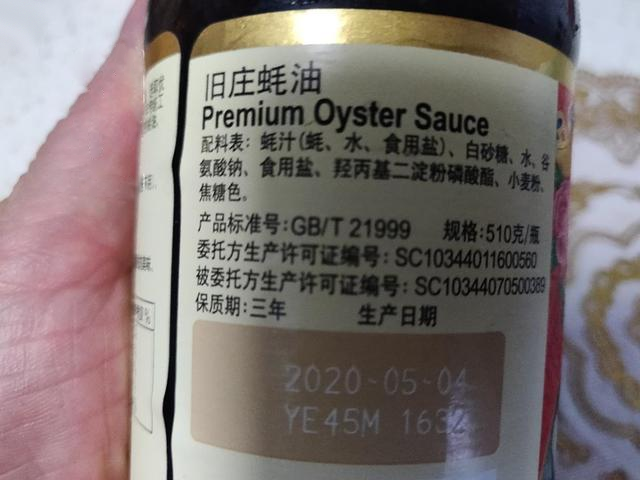 旧庄蚝油
Premium Oyster Sauce
配料表：蚝汁(蚝、水、食用盐)、白砂糖、水、谷
氨酸钠、食用盐、羟丙基二淀粉磷酸酯、小麦粉、
焦糖色。
产品标准号：GB/T 21999 规格：510克/瓶
委托方生产许可证编号：SC10344011600560
被委托方生产许可证编号：SC10344070500389
保质期：三年 生产日期
2020-05-04
YE45M 1632